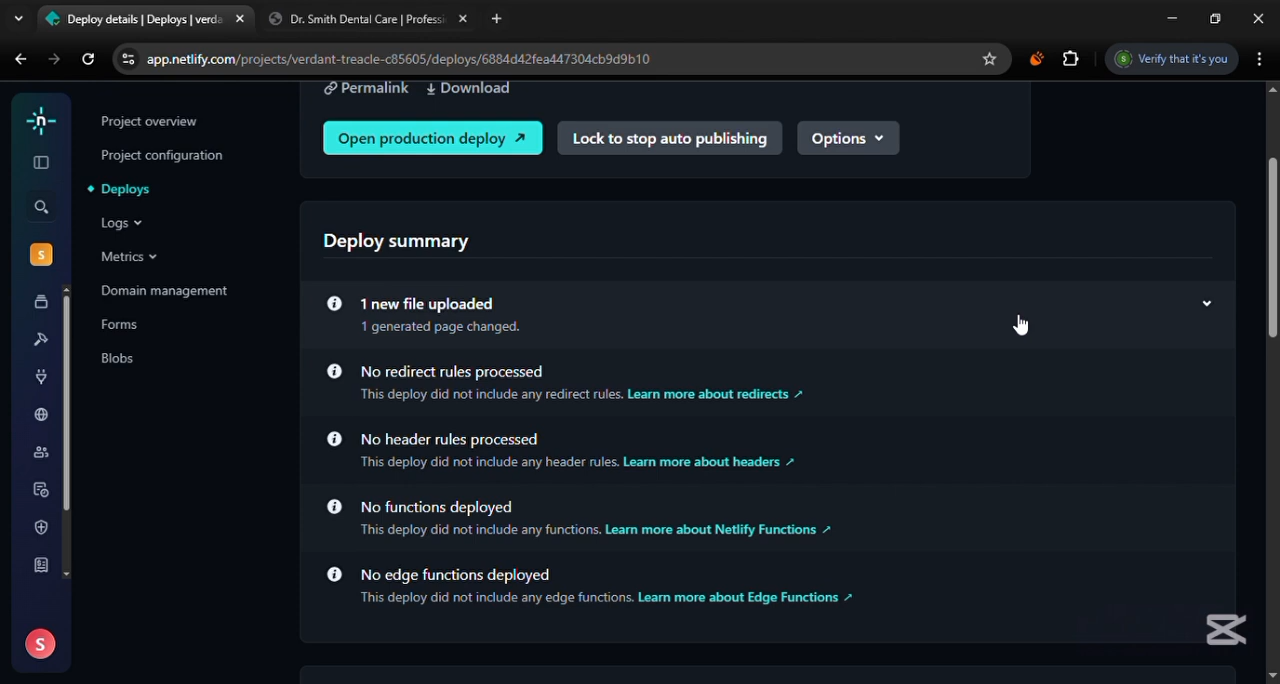 Deploy details | Deploys | verda
Dr. Smith Dental Care | Profess
app.netlify.com/projects/verdant-treacle-c85605/deploys/6884d42fea447304cb9d9b10
S
Verify that it's you
Permalink
Download
Open production deploy
Lock to stop auto publishing
Options
S
S
Project overview
Project configuration
Deploys
Logs
Metrics
Domain management
Forms
Blobs
Deploy summary
1 new file uploaded
1 generated page changed.
No redirect rules processed
This deploy did not include any redirect rules. Learn more about redirects
No header rules processed
This deploy did not include any header rules. Learn more about headers
No functions deployed
This deploy did not include any functions. Learn more about Netlify Functions
No edge functions deployed
This deploy did not include any edge functions. Learn more about Edge Functions